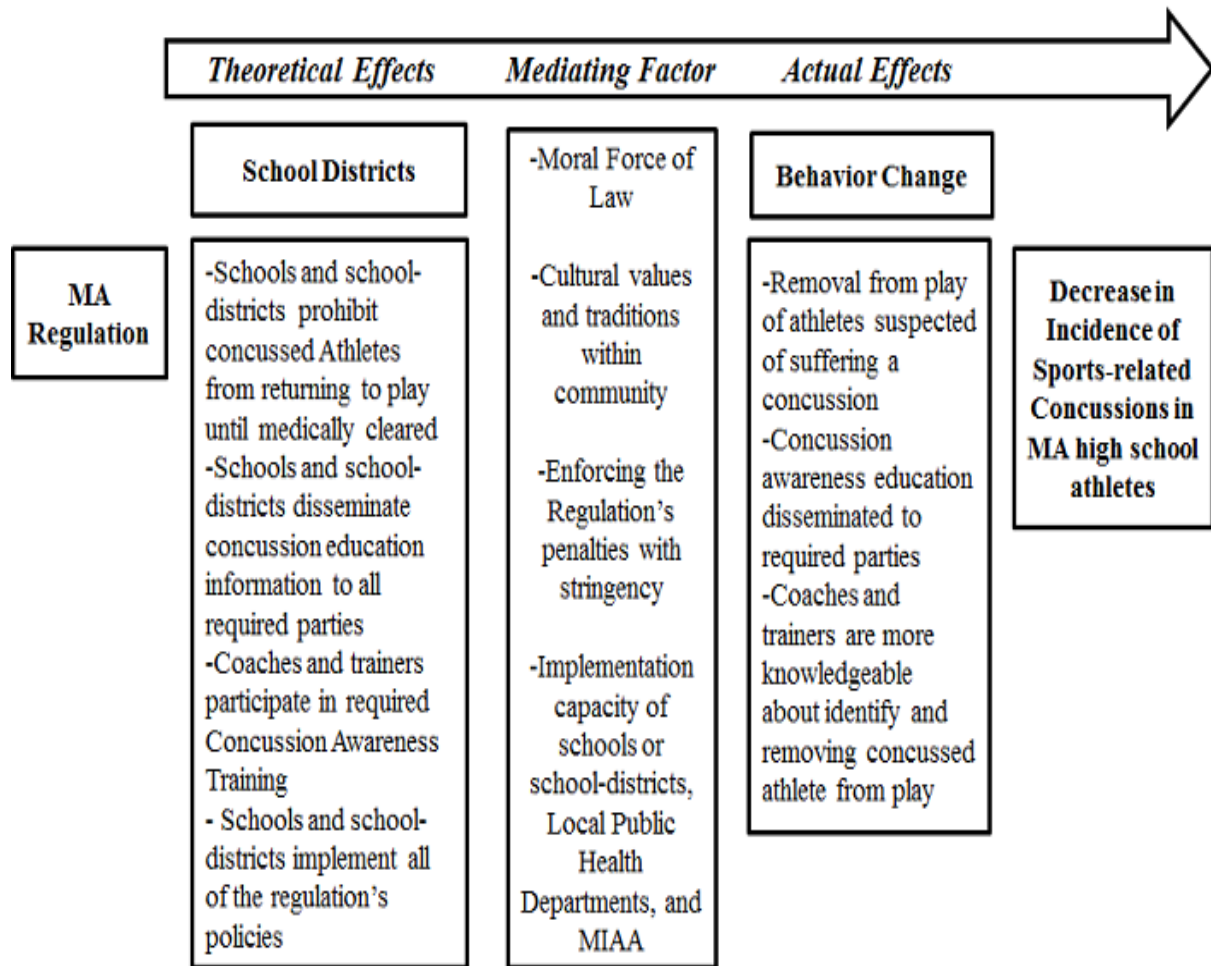 Theoretical Effects
Mediating Factor
Actual Effects
MA
Regulation
School Districts
-Schools and school-
districts prohibit
concussed Athletes
from returning to play
until medically cleared
-Schools and school-
districts disseminate
concussion education
information to all
required parties
-Coaches and trainers
participate in required
Concussion Awareness
Training
- Schools and school-
districts implement all
of the regulation’s
policies
-Moral Force of
Law
-Cultural values
and traditions
within
community
-Enforcing the
Regulation’s
penalties with
stringency
-Implementation
capacity of
schools or
school-districts,
Local Public
Health
Departments, and
MIAA
Behavior Change
-Removal from play
of athletes suspected
of suffering a
concussion
-Concussion
awareness education
disseminated to
required parties
-Coaches and
trainers are more
knowledgeable
about identify and
removing concussed
athlete from play
Decrease in
Incidence of
Sports-related
Concussions in
MA high school
athletes